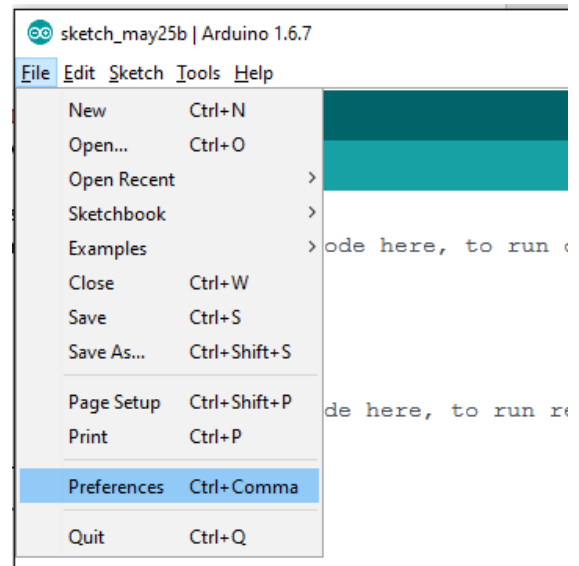 sketch_may25b | Arduino 1.6.7
File Edit Sketch Tools Help
New Ctrl+N
Open... Ctrl+O
Open Recent
Sketchbook
Examples
ode here, to run
Close Ctrl+W
Save Ctrl+S
Save As... Ctrl+Shift+S
Page Setup Ctrl+Shift+P
de here, to run re
Print Ctrl+P
Preferences Ctrl+Comma
Quit Ctrl+Q